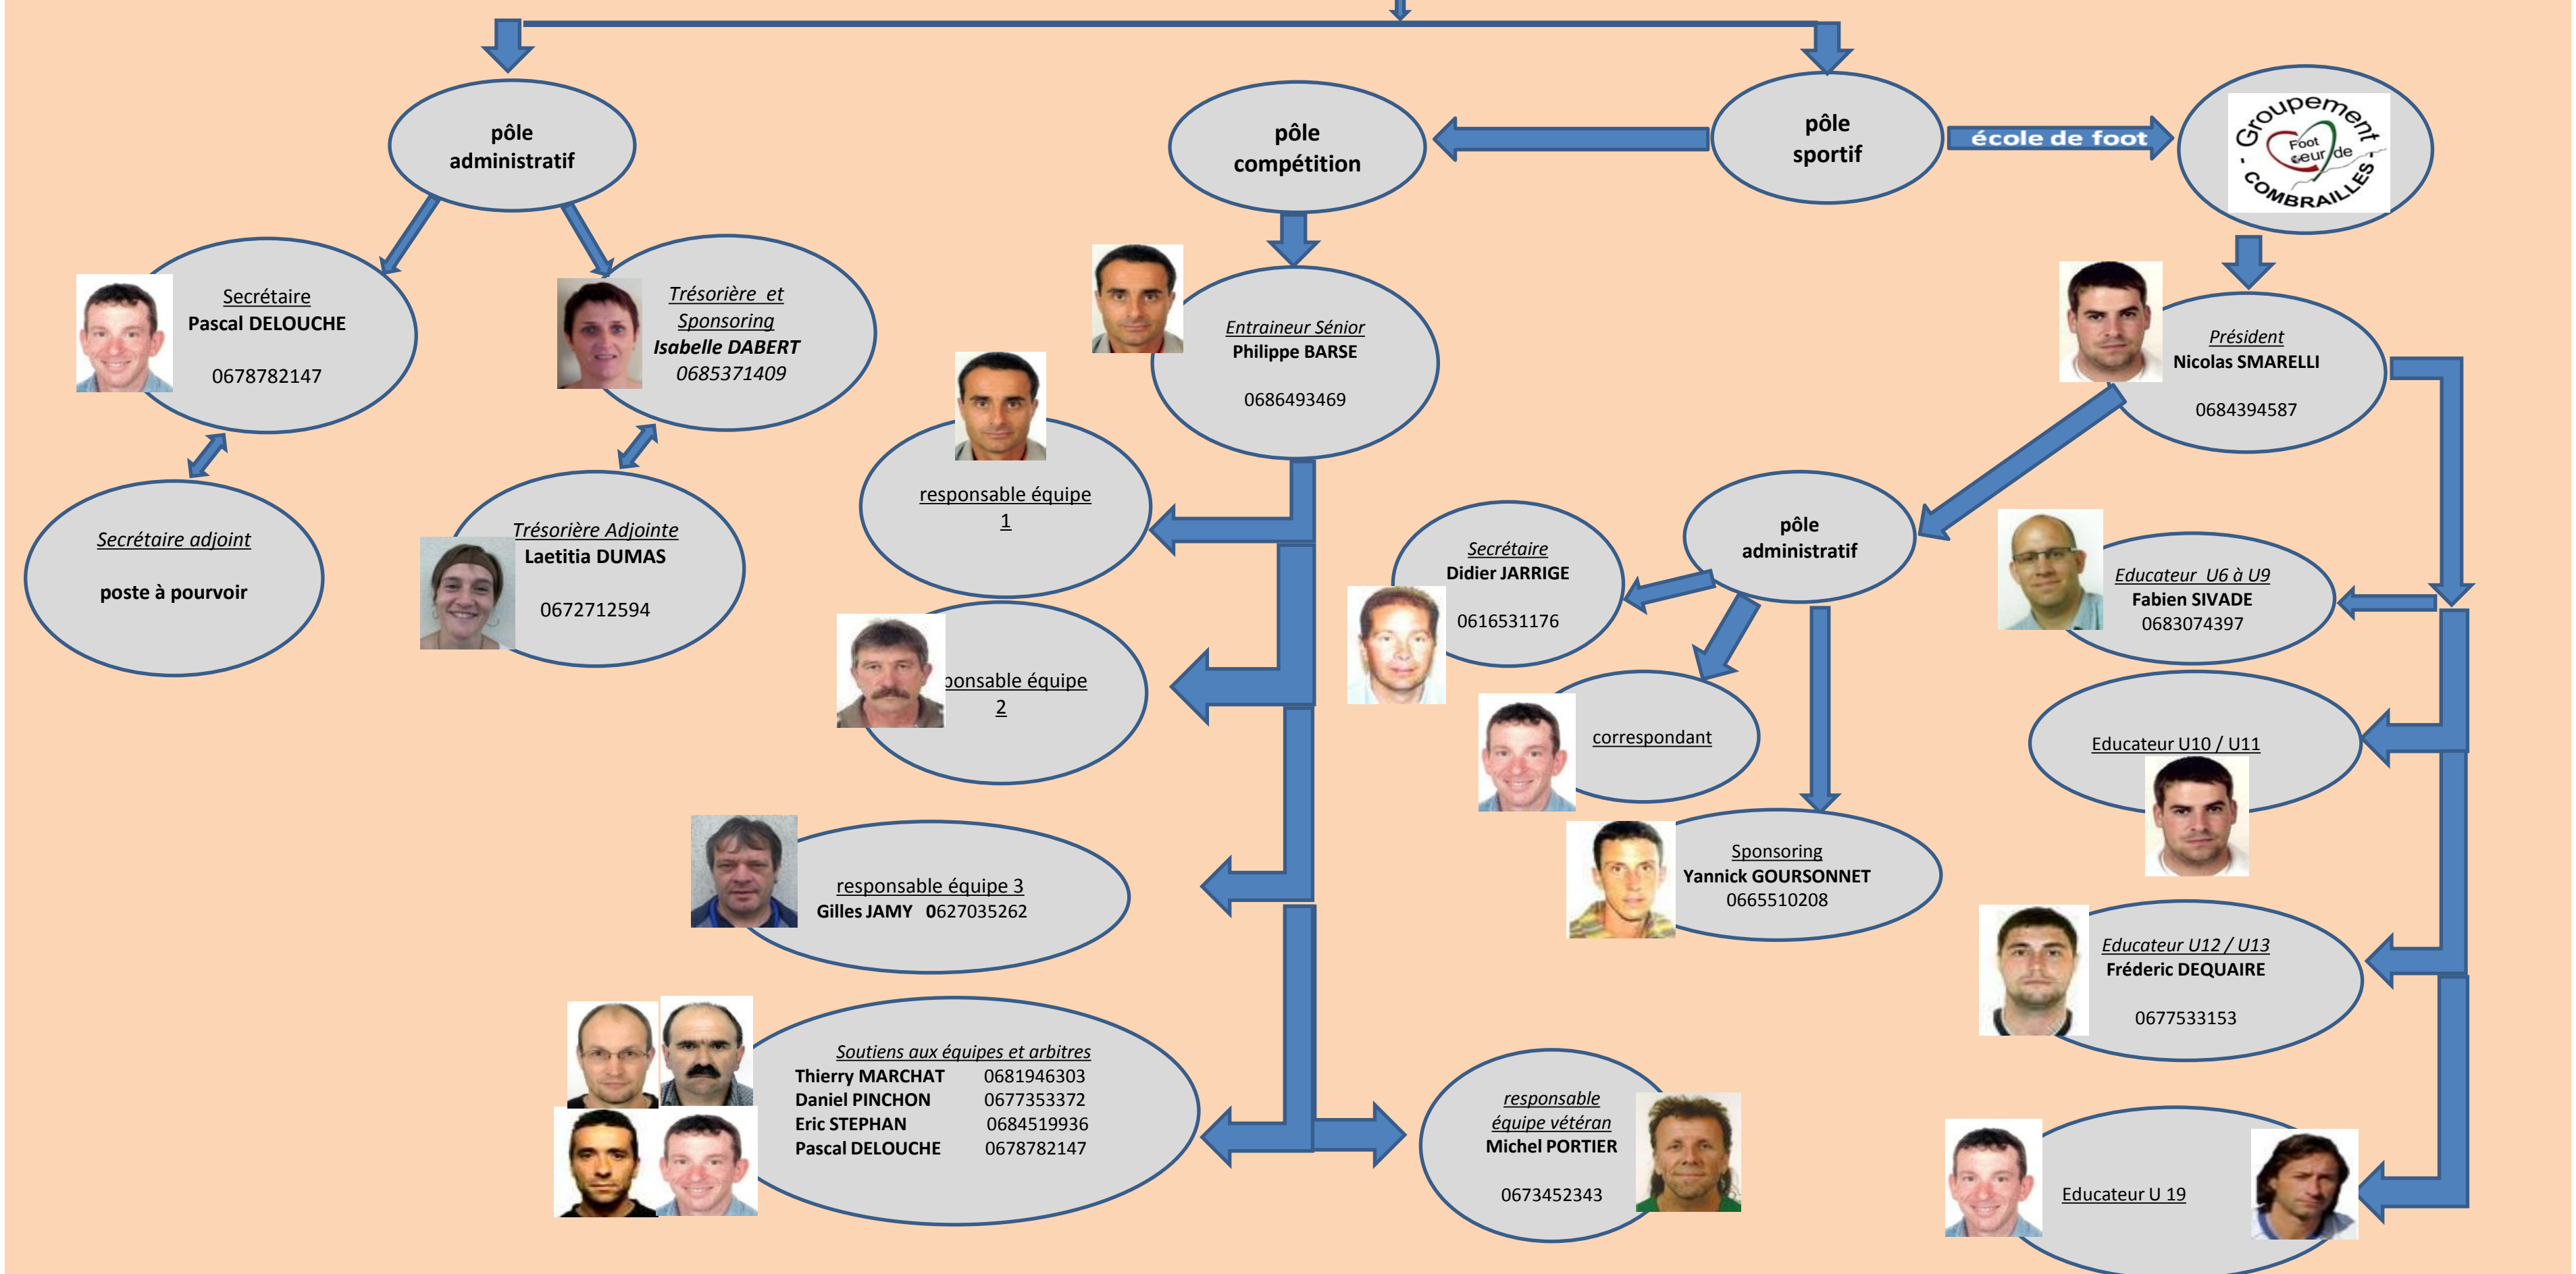 pôle
administratif
pôle
compétition
pôle
sportif
école de foot
Groupement
Foot
cœur de
- COMBRAILLES -
Secrétaire
Pascal DELOUCHE
0678782147
Trésorière et
Sponsoring
Isabelle DABERT
0685371409
Secrétaire adjoint
poste à pourvoir
Trésorière Adjointe
Laetitia DUMAS
0672712594
Entraineur Sénior
Philippe BARSE
0686493469
responsable équipe
1
ponsable équipe
2
responsable équipe 3
Gilles JAMY 0627035262
Soutiens aux équipes et arbitres
Thierry MARCHAT 0681946303
Daniel PINCHON 0677353372
Eric STEPHAN 0684519936
Pascal DELOUCHE 0678782147
responsable
équipe vétéran
Michel PORTIER
0673452343
Président
Nicolas SMARELLI
0684394587
pôle
administratif
Secrétaire
Didier JARRIGE
0616531176
correspondant
Sponsoring
Yannick GOURSONNET
0665510208
Educateur U6 à U9
Fabien SIVADE
0683074397
Educateur U10 / U11
Educateur U12 / U13
Fréderic DEQUAIRE
0677533153
Educateur U 19